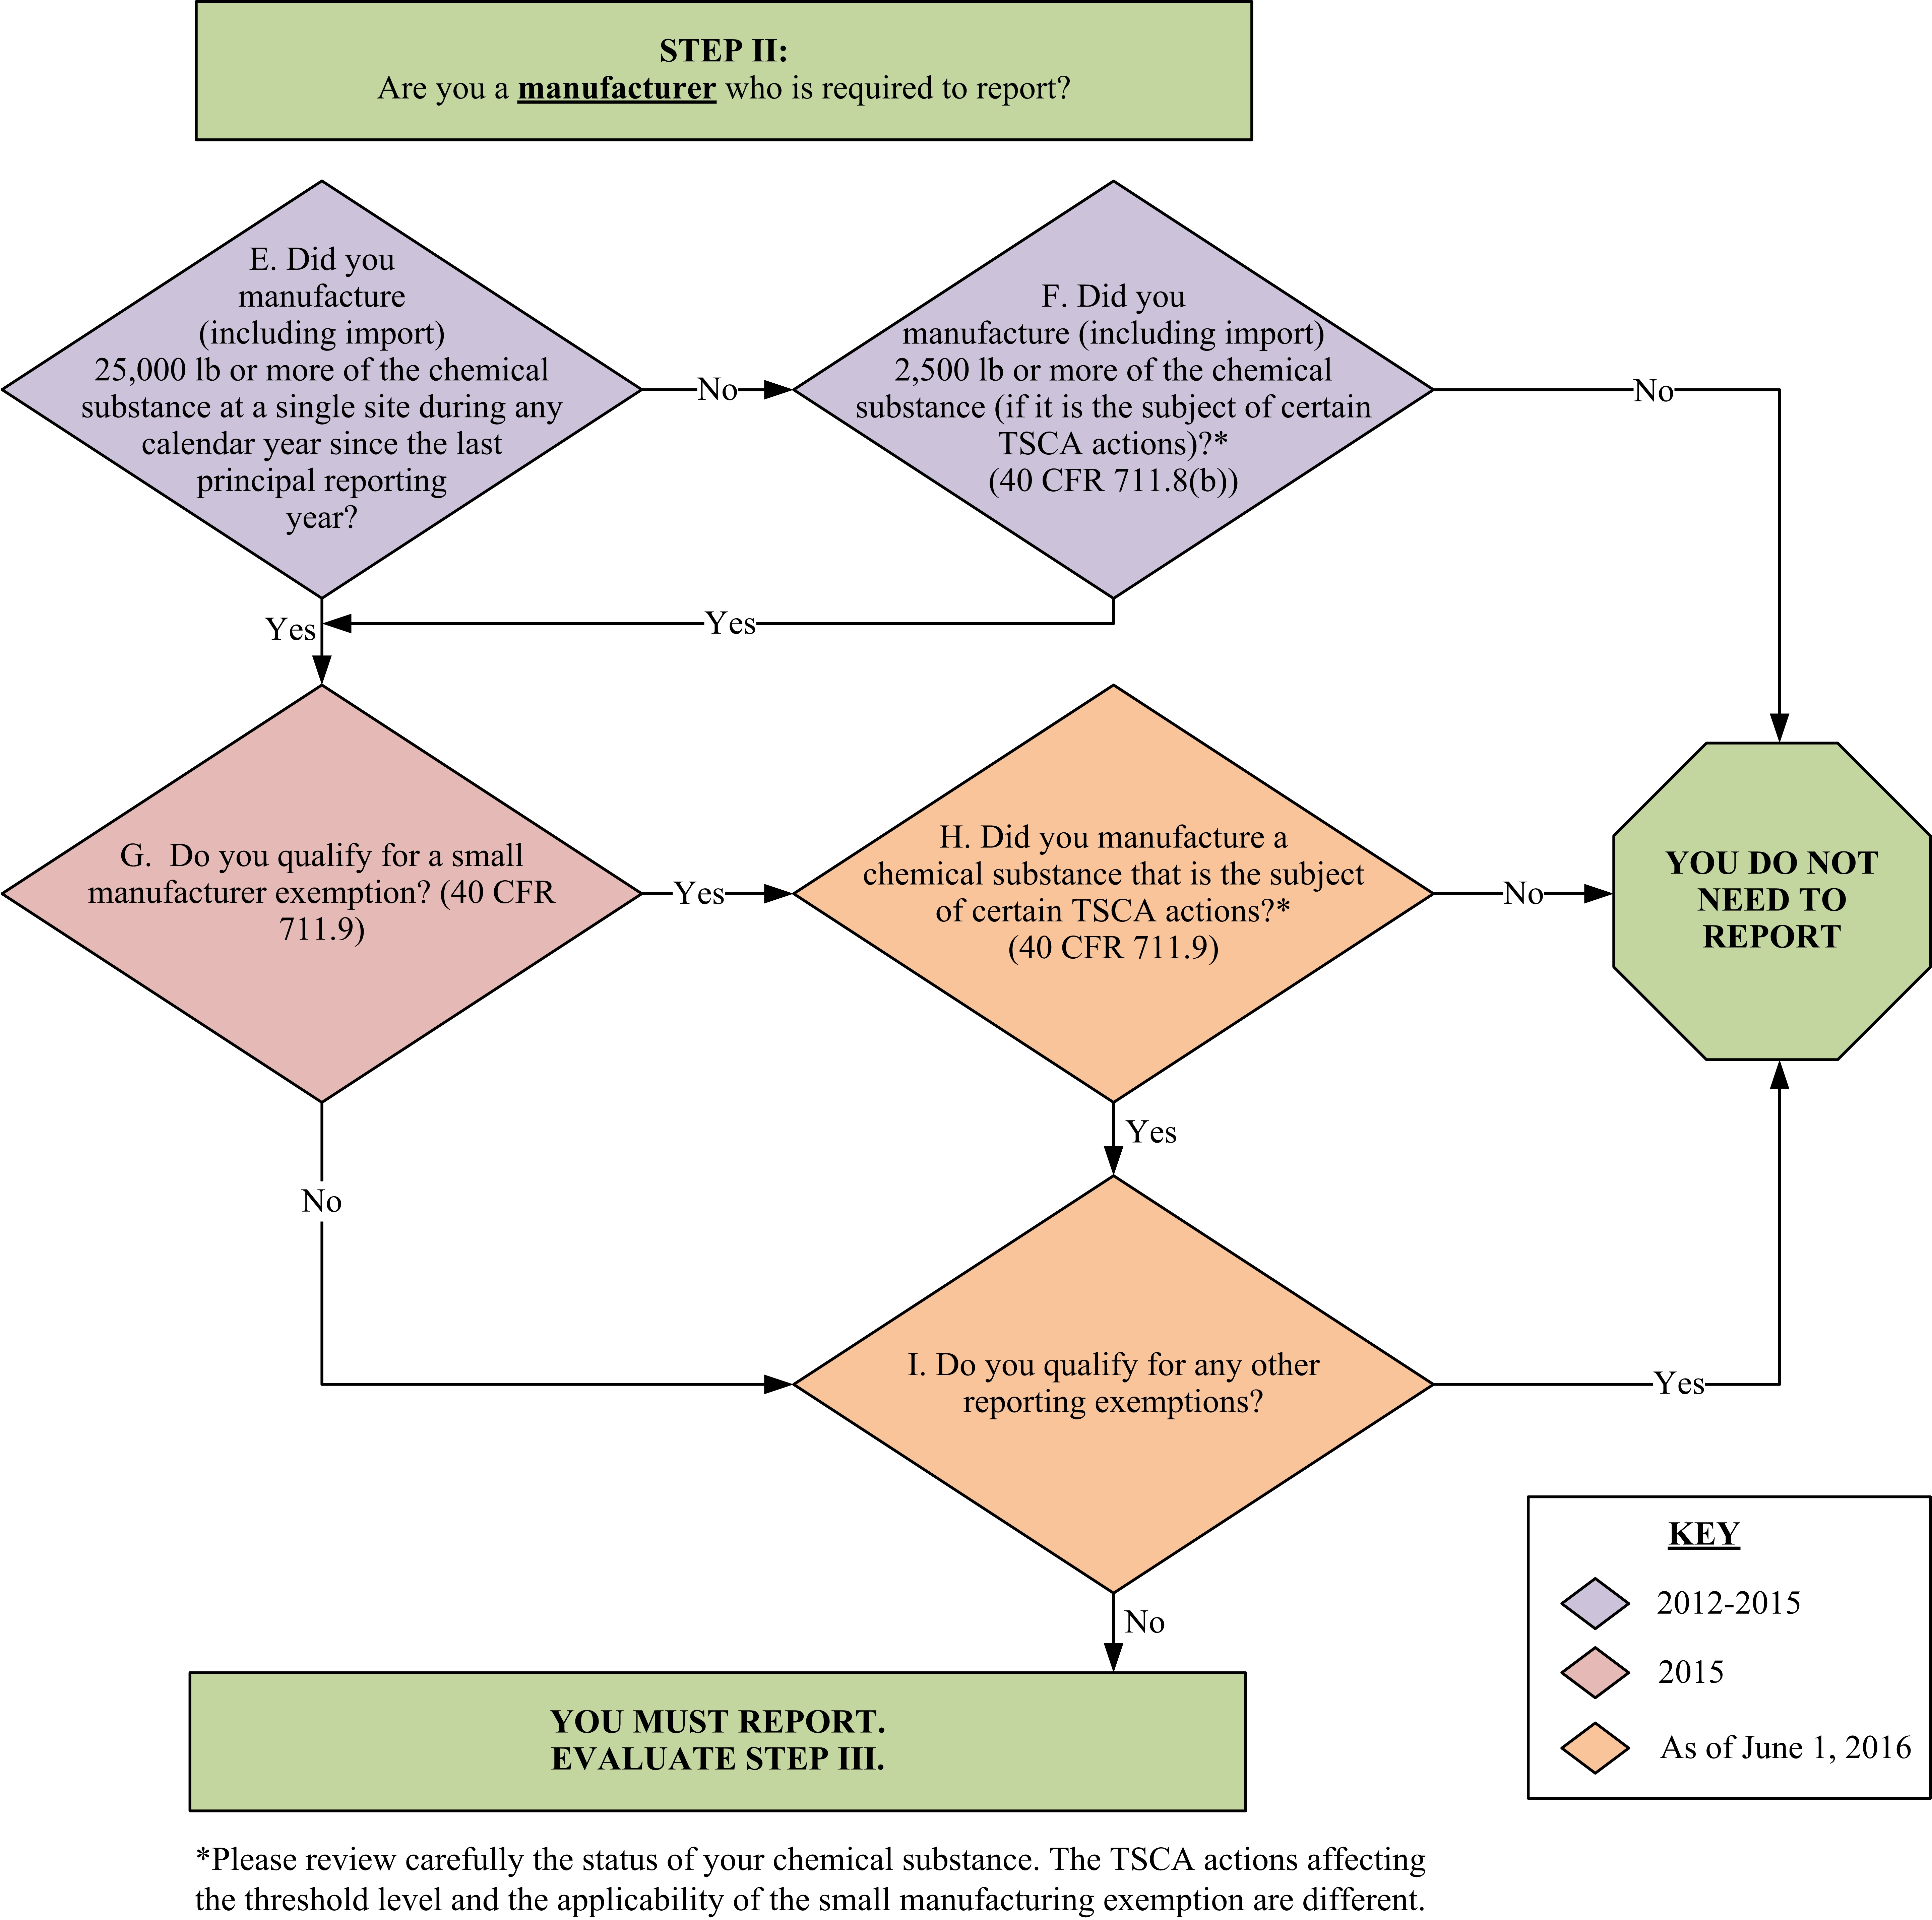 STEP II:
Are you a manufacturer who is required to report?
E. Did you
manufacture
(including import)
25,000 lb or more of the chemical
substance at a single site during any
calendar year since the last
principal reporting
year?
No
F. Did you
manufacture (including import)
2,500 lb or more of the chemical
substance (if it is the subject of certain
TSCA actions)?*
(40 CFR 711.8(b))
No
Yes
Yes
G.  Do you qualify for a small
manufacturer exemption? (40 CFR
711.9)
Yes
H. Did you manufacture a
chemical substance that is the subject
of certain TSCA actions?*
(40 CFR 711.9)
No
YOU DO NOT
NEED TO
REPORT
Yes
No
I. Do you qualify for any other
reporting exemptions?
Yes
No
YOU MUST REPORT.
EVALUATE STEP III.
KEY
2012-2015
2015
As of June 1, 2016
*Please review carefully the status of your chemical substance. The TSCA actions affecting
the threshold level and the applicability of the small manufacturing exemption are different.